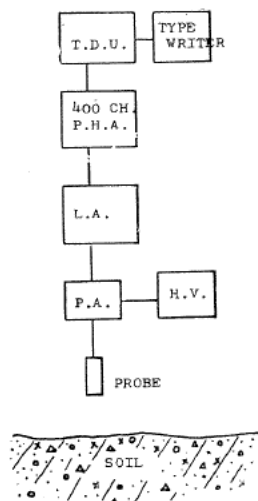 T.D.U.
TYPE
WRITER
400 CH.
P.H.A.
L.A.
P.A.
H.V.
PROBE
SOIL